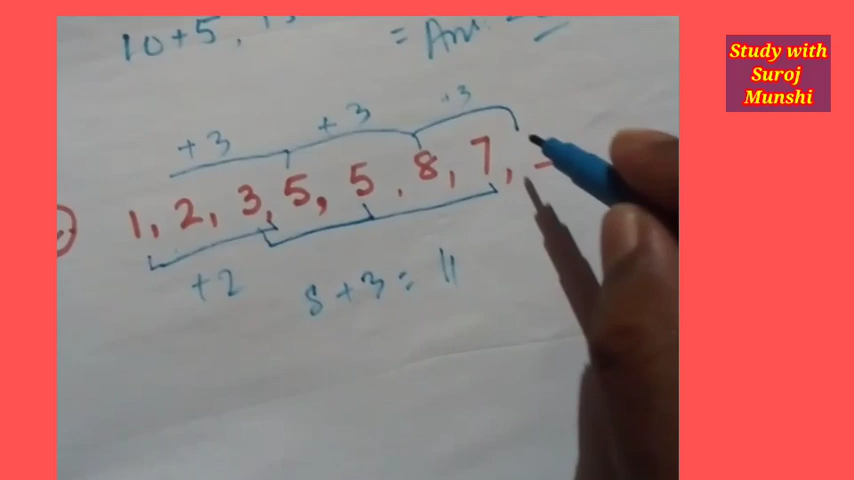 10+5,
= Ans.
Study with
Suroj
Munshi
+3 +3 +3
1, 2, 3, 5, 5, 8, 7,
+2
8+3= 11